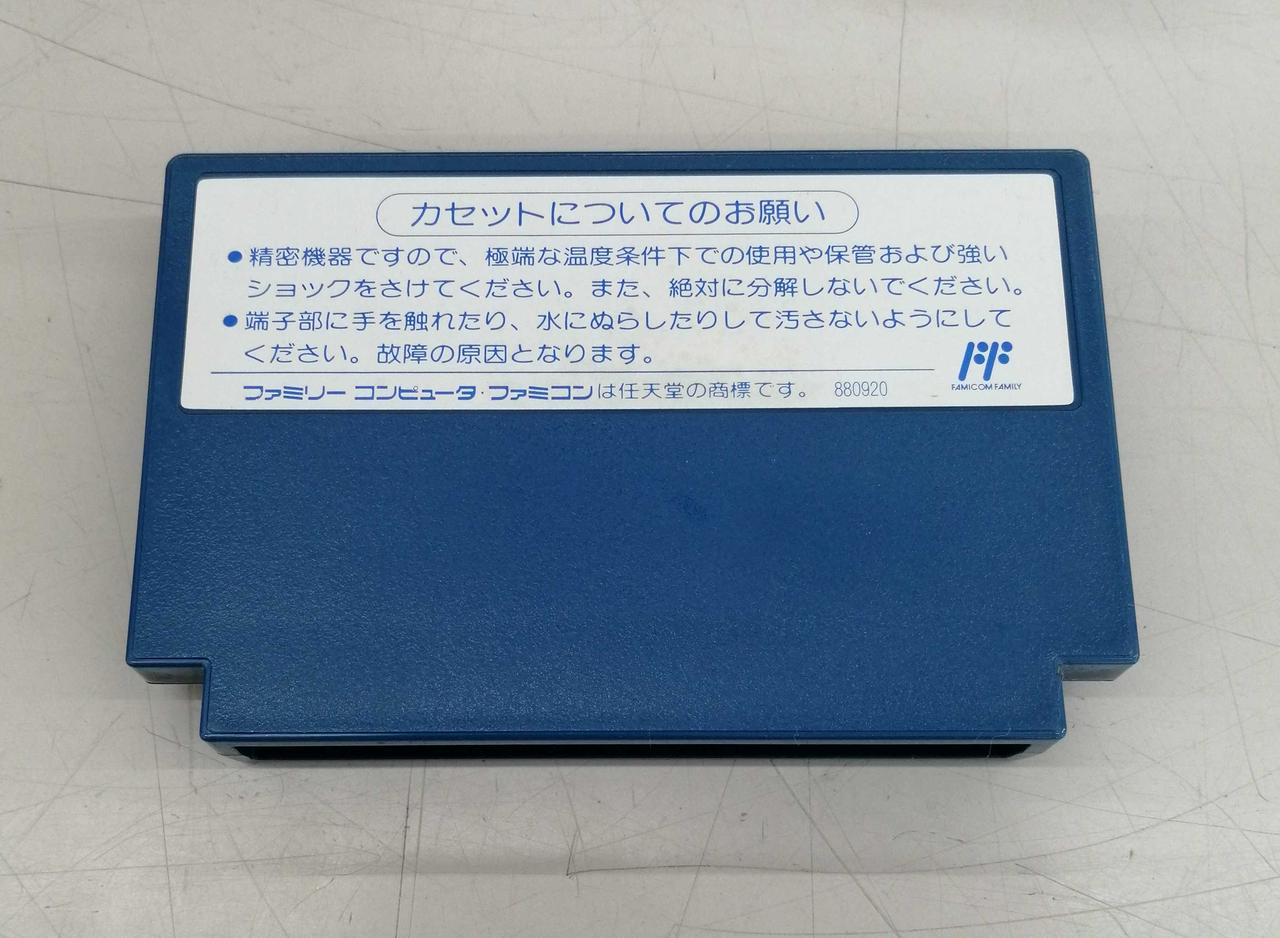 カセットについてのお願い
●精密機器ですので、極端な温度条件下での使用や保管および強い
ショックをさけてください。また、絶対に分解しないでください。
●端子部に手を触れたり、水にぬらしたりして汚さないようにして
ください。故障の原因となります。
ファミリー コンピュータ・ファミコンは任天堂の商標です。 880920
FAMICOM FAMILY